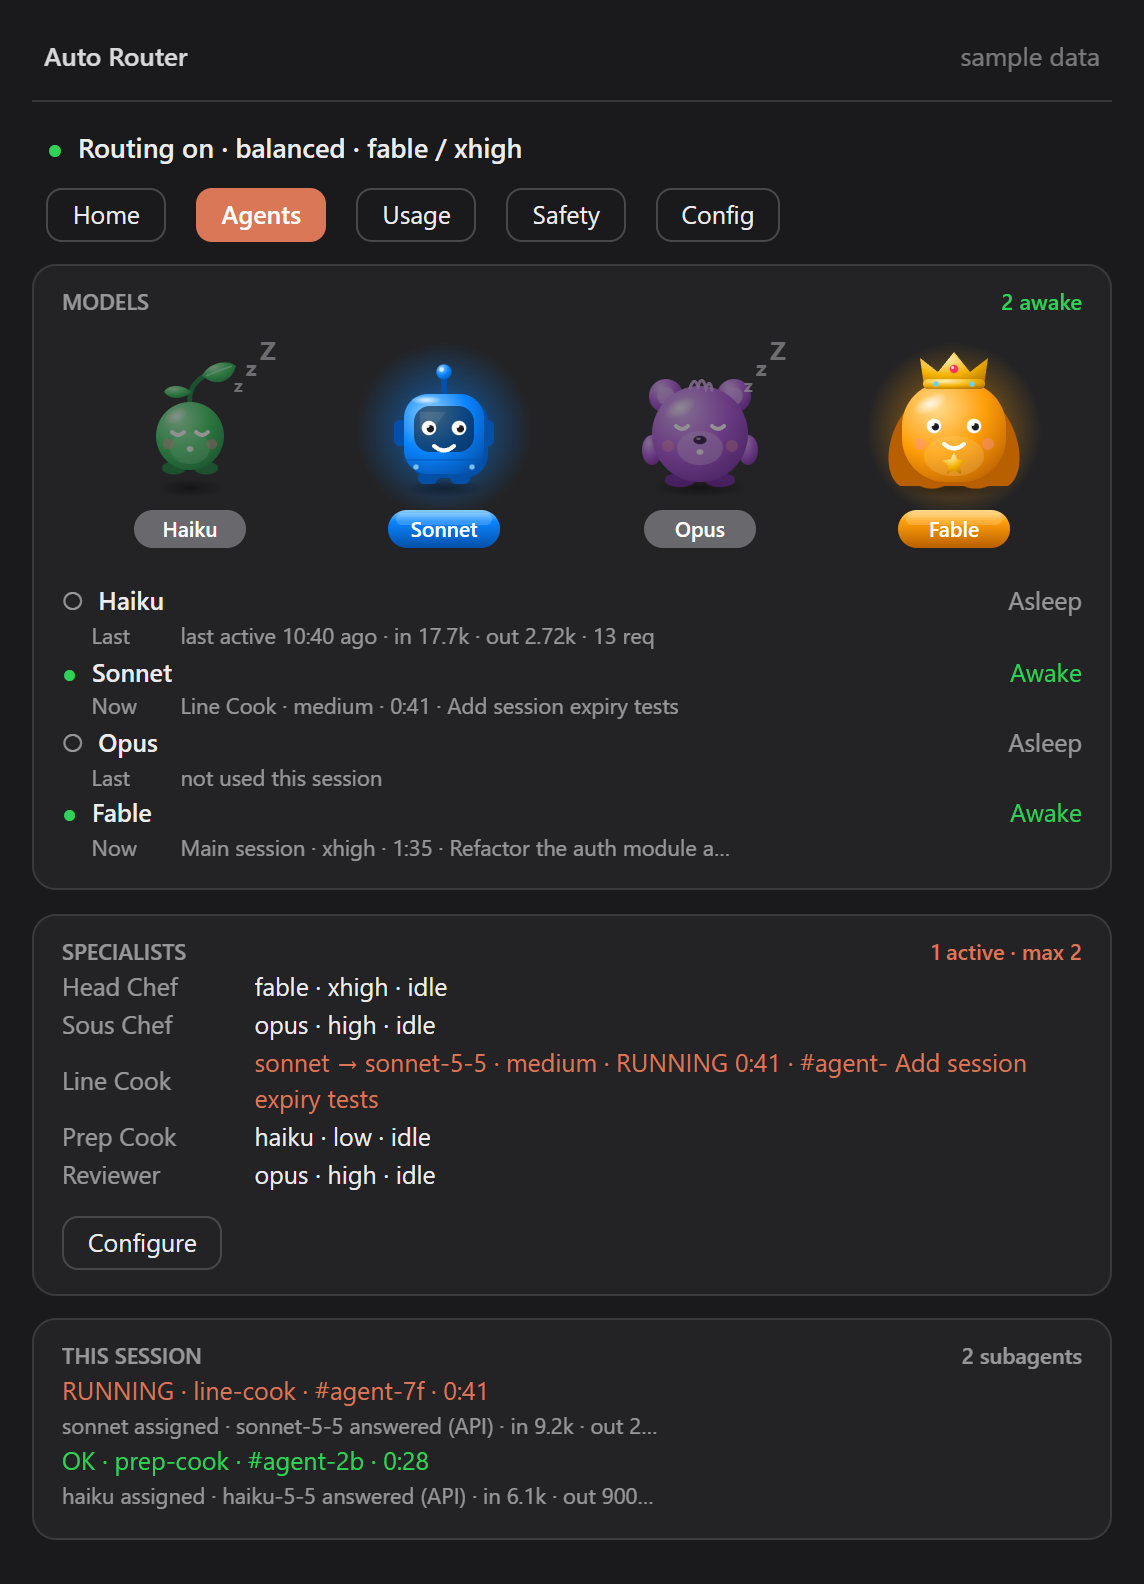 Auto Router
sample data
Routing on · balanced · fable / xhigh
Home
Agents
Usage
Safety
Config
MODELS
2 awake
z z Z
z z Z
Haiku
Sonnet
Opus
Fable
Haiku
Asleep
Last last active 10:40 ago · in 17.7k · out 2.72k · 13 req
Sonnet
Awake
Now Line Cook · medium · 0:41 · Add session expiry tests
Opus
Asleep
Last not used this session
Fable
Awake
Now Main session · xhigh · 1:35 · Refactor the auth module a...
SPECIALISTS
1 active · max 2
Head Chef fable · xhigh · idle
Sous Chef opus · high · idle
Line Cook sonnet → sonnet-5-5 · medium · RUNNING 0:41 · #agent- Add session
expiry tests
Prep Cook haiku · low · idle
Reviewer opus · high · idle
Configure
THIS SESSION
2 subagents
RUNNING · line-cook · #agent-7f · 0:41
sonnet assigned · sonnet-5-5 answered (API) · in 9.2k · out 2...
OK · prep-cook · #agent-2b · 0:28
haiku assigned · haiku-5-5 answered (API) · in 6.1k · out 900...